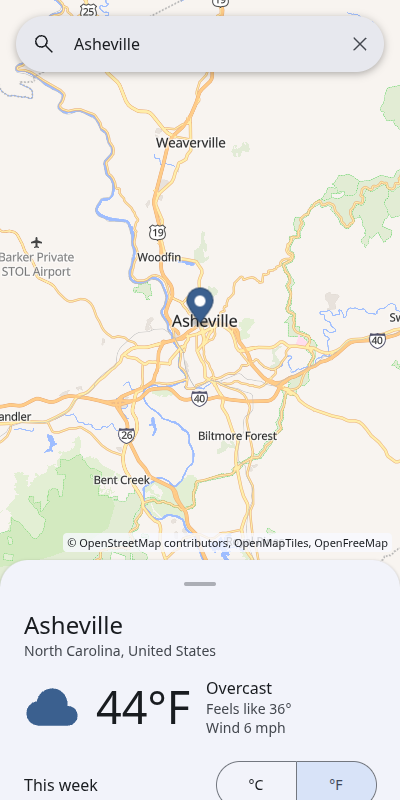 25
19
Asheville
Weaverville
19
Woodfin
Barker Private
STOL Airport
Asheville
Sw
40
40
andler
26
Biltmore Forest
Bent Creek
© OpenStreetMap contributors, OpenMapTiles, OpenFreeMap
Asheville
North Carolina, United States
44°F
Overcast
Feels like 36°
Wind 6 mph
This week
°C
°F